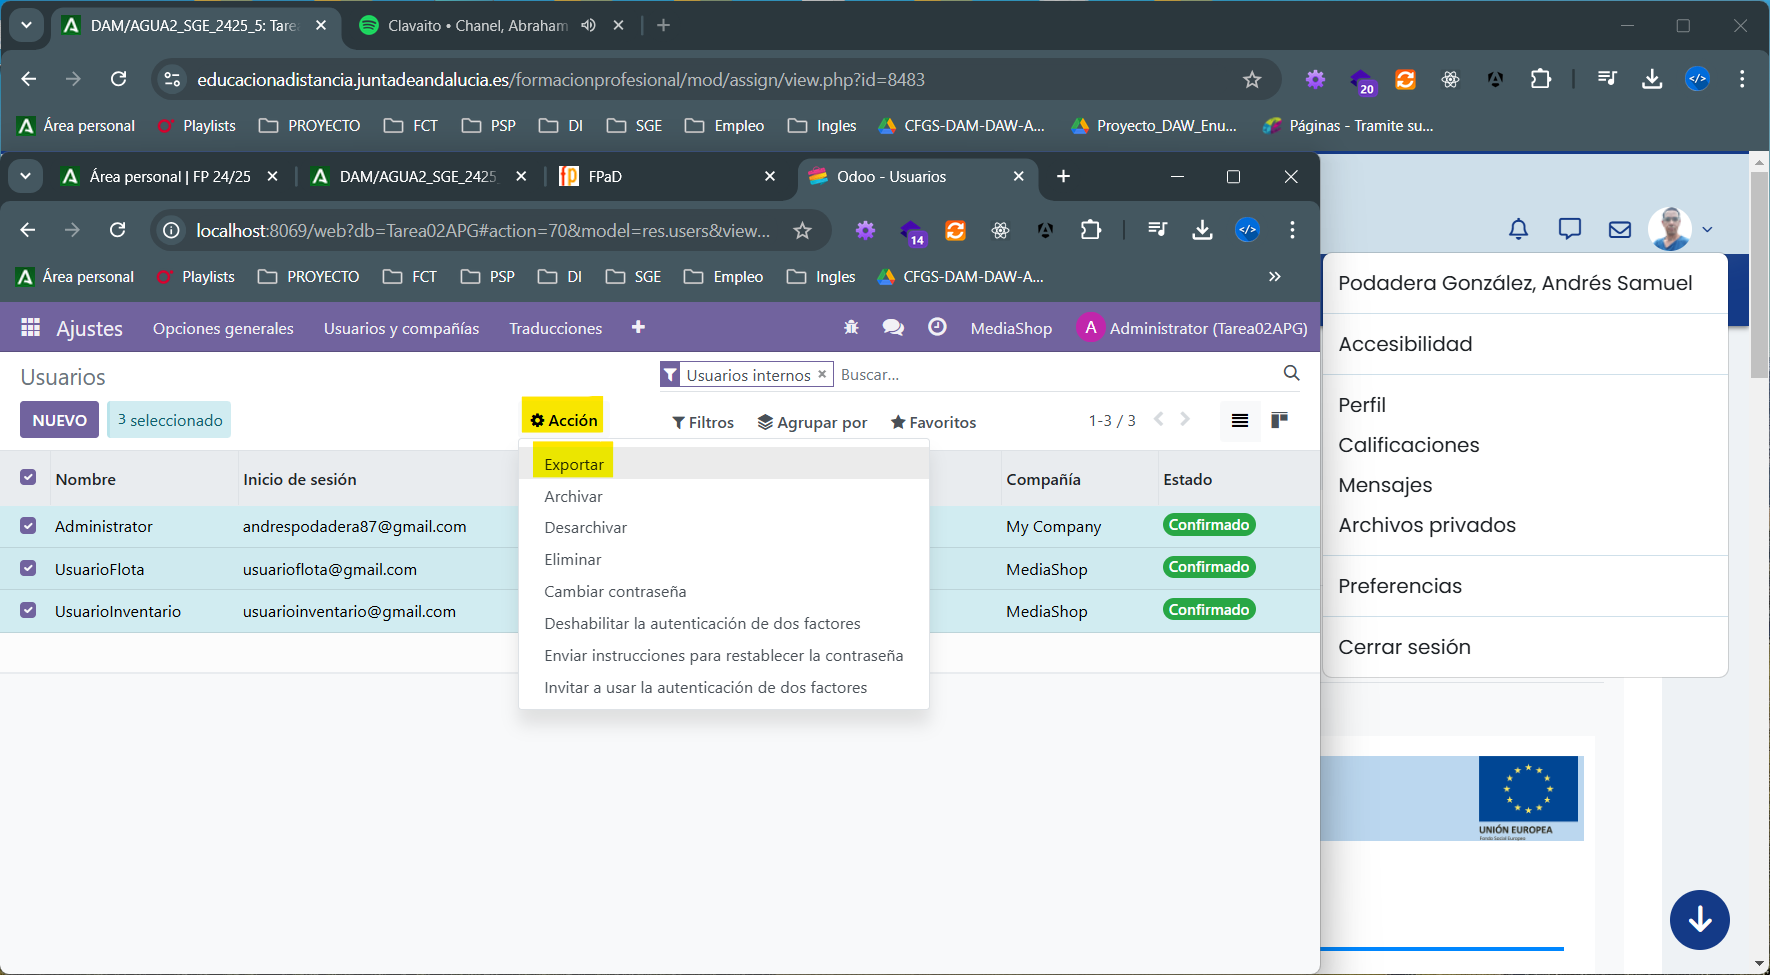 DAM/AGUA2_SGE_2425_5: Tare
Clavaito • Chanel, Abraham
educacionadistancia.juntadeandalucia.es/formacionprofesional/mod/assign/view.php?id=8483
20
Área personal
Playlists
PROYECTO
FCT
PSP
DI
SGE
Empleo
Ingles
CFGS-DAM-DAW-A...
Proyecto_DAW_Enu...
Páginas - Tramite su...
Área personal | FP 24/25
DAM/AGUA2_SGE_2425_
FPaD
Odoo - Usuarios
localhost:8069/web?db=Tarea02APG#action=70&model=res.users&view...
14
Área personal
Playlists
PROYECTO
FCT
PSP
DI
SGE
Empleo
Ingles
CFGS-DAM-DAW-A...
Ajustes
Opciones generales
Usuarios y compañías
Traducciones
MediaShop
A
Administrator (Tarea02APG)
Usuarios
Usuarios internos ×
Buscar...
NUEVO
3 seleccionado
Acción
Filtros
Agrupar por
Favoritos
1-3 / 3
Nombre
Inicio de sesión
Compañía
Estado
Administrator
andrespodadera87@gmail.com
My Company
Confirmado
UsuarioFlota
usuarioflota@gmail.com
MediaShop
Confirmado
UsuarioInventario
usuarioinventario@gmail.com
MediaShop
Confirmado
Exportar
Archivar
Desarchivar
Eliminar
Cambiar contraseña
Deshabilitar la autenticación de dos factores
Enviar instrucciones para restablecer la contraseña
Invitar a usar la autenticación de dos factores
Podadera González, Andrés Samuel
Accesibilidad
Perfil
Calificaciones
Mensajes
Archivos privados
Preferencias
Cerrar sesión
UNIÓN EUROPEA
Fondo Social Europeo